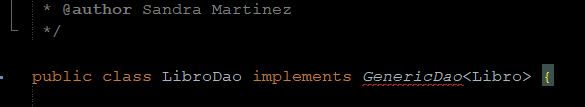 * @author Sandra Martinez
*/
public class LibroDao implements GenericDao<Libro> {